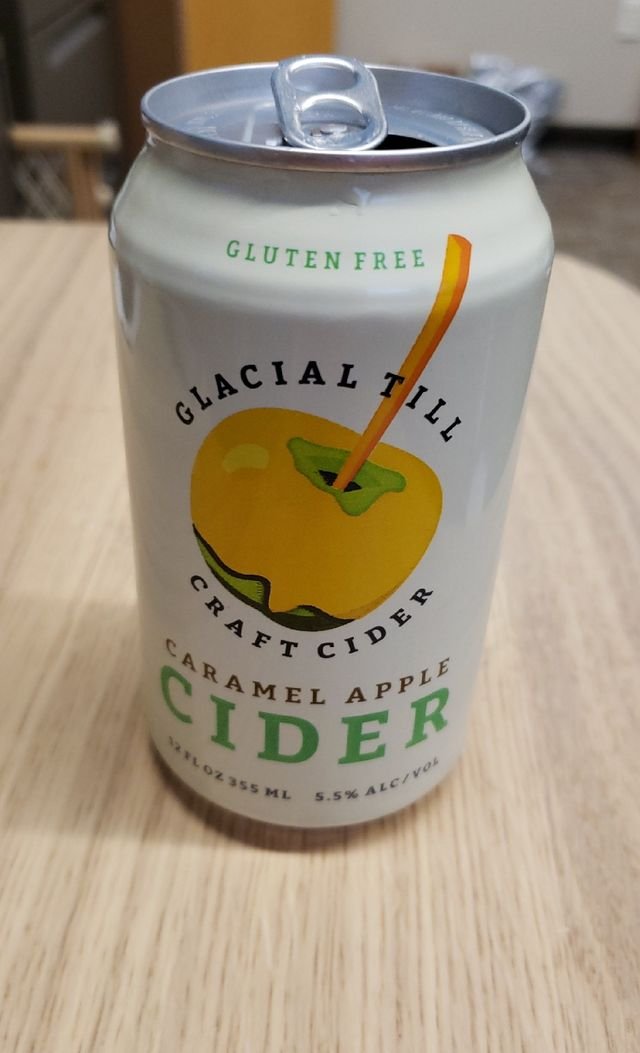 GLUTEN FREE
GLACIAL TILL
CRAFT CIDER
CARAMEL APPLE
CIDER
12 FL OZ 355 ML 5.5% ALC/VOL